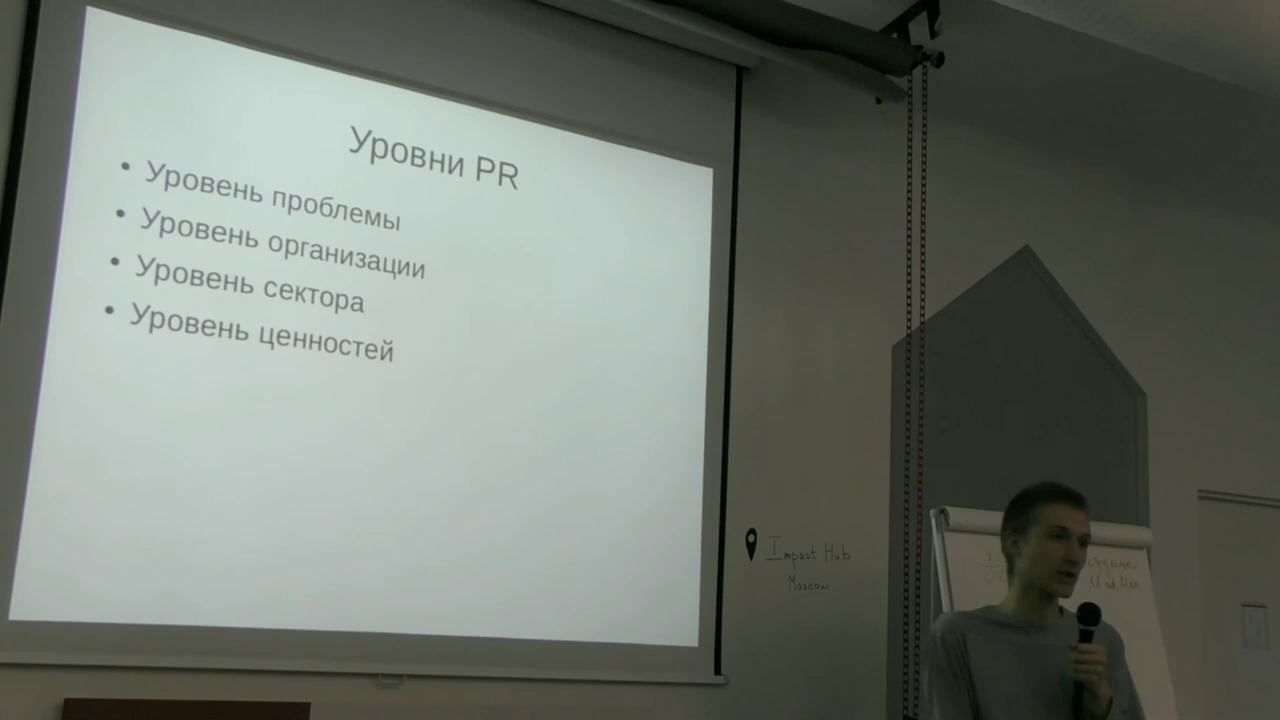 Уровни PR
• Уровень проблемы
• Уровень организации
• Уровень сектора
• Уровень ценностей
Impact Hub
Moscow